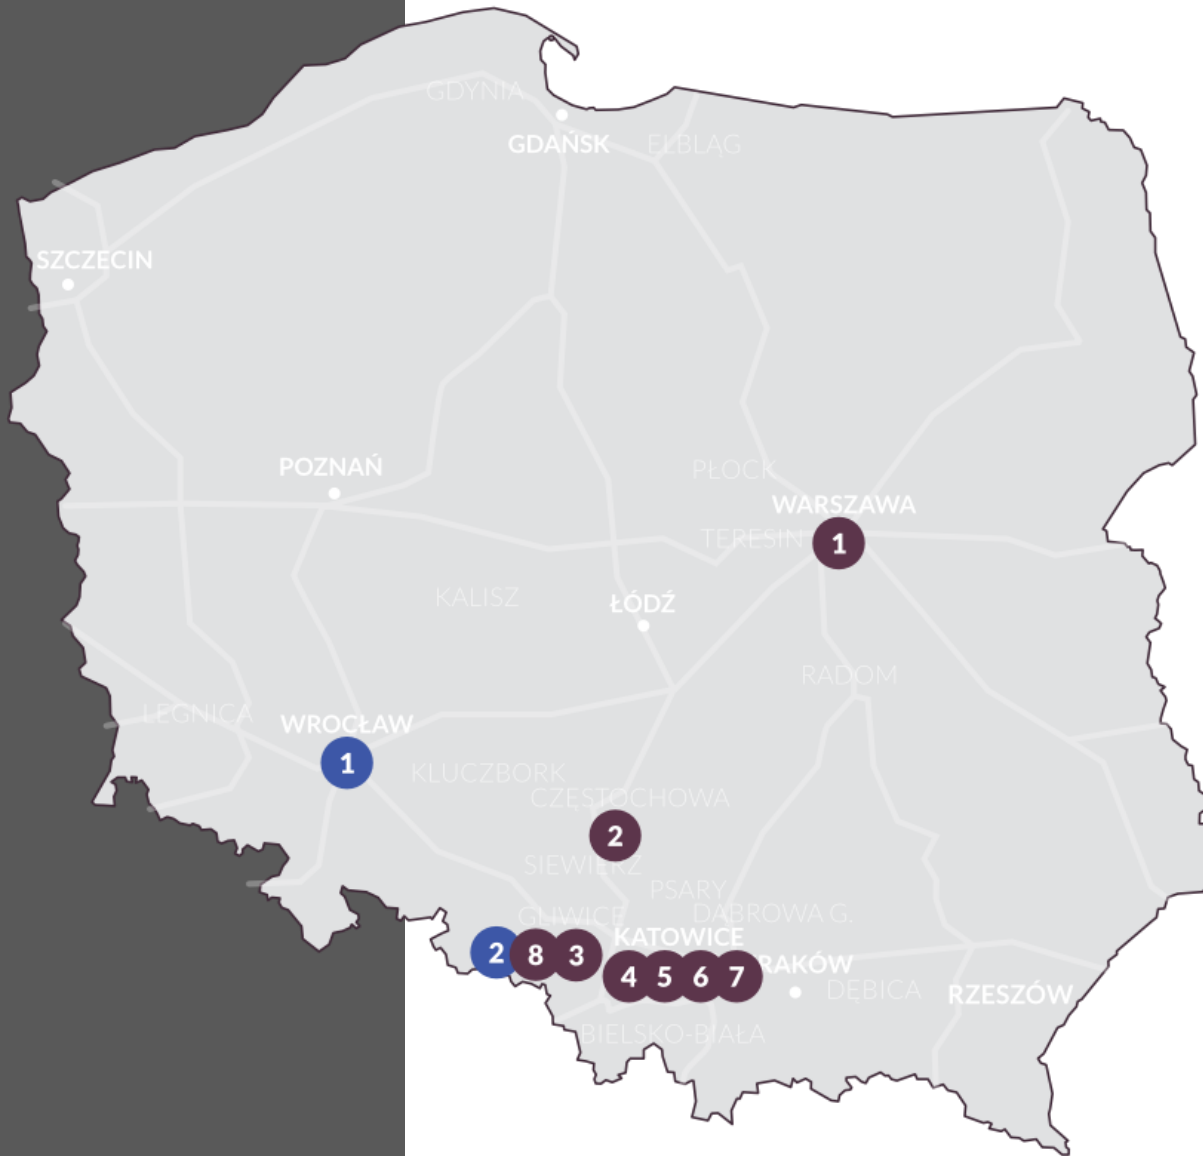 GDYNIA
GDAŃSK
ELBLĄG
SZCZECIN
POZNAŃ
PŁOCK
WARSZAWA
TERESIN
1
KALISZ
ŁÓDŹ
RADOM
LEGNICA
WROCŁAW
1
KLUCZBORK
CZĘSTOCHOWA
2
SIEWIERZ
PSARY
GLIWICE
DĄBROWA G.
KATOWICE
2 8 3
RAKÓW
4 5 6 7
DĘBICA
RZESZÓW
BIELSKO-BIAŁA